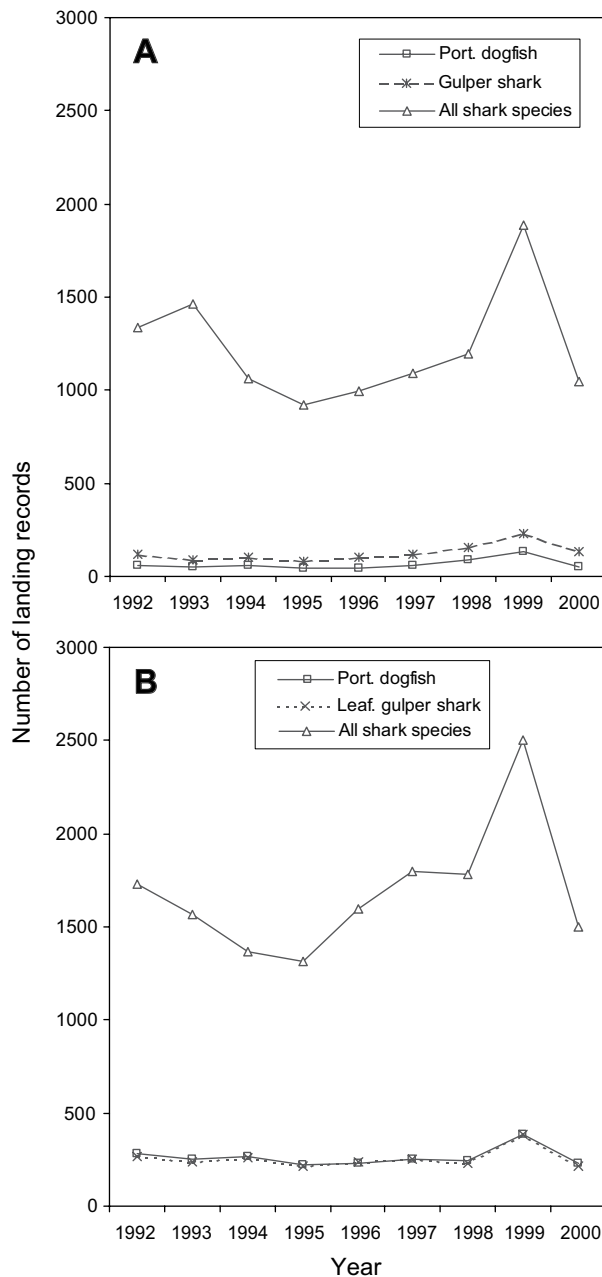 3000
2500
2000
1500
1000
500
0
A
Port. dogfish
Gulper shark
All shark species
1992 1993 1994 1995 1996 1997 1998 1999 2000
Number of landing records
3000
2500
2000
1500
1000
500
0
B
Port. dogfish
Leaf. gulper shark
All shark species
1992 1993 1994 1995 1996 1997 1998 1999 2000
Year